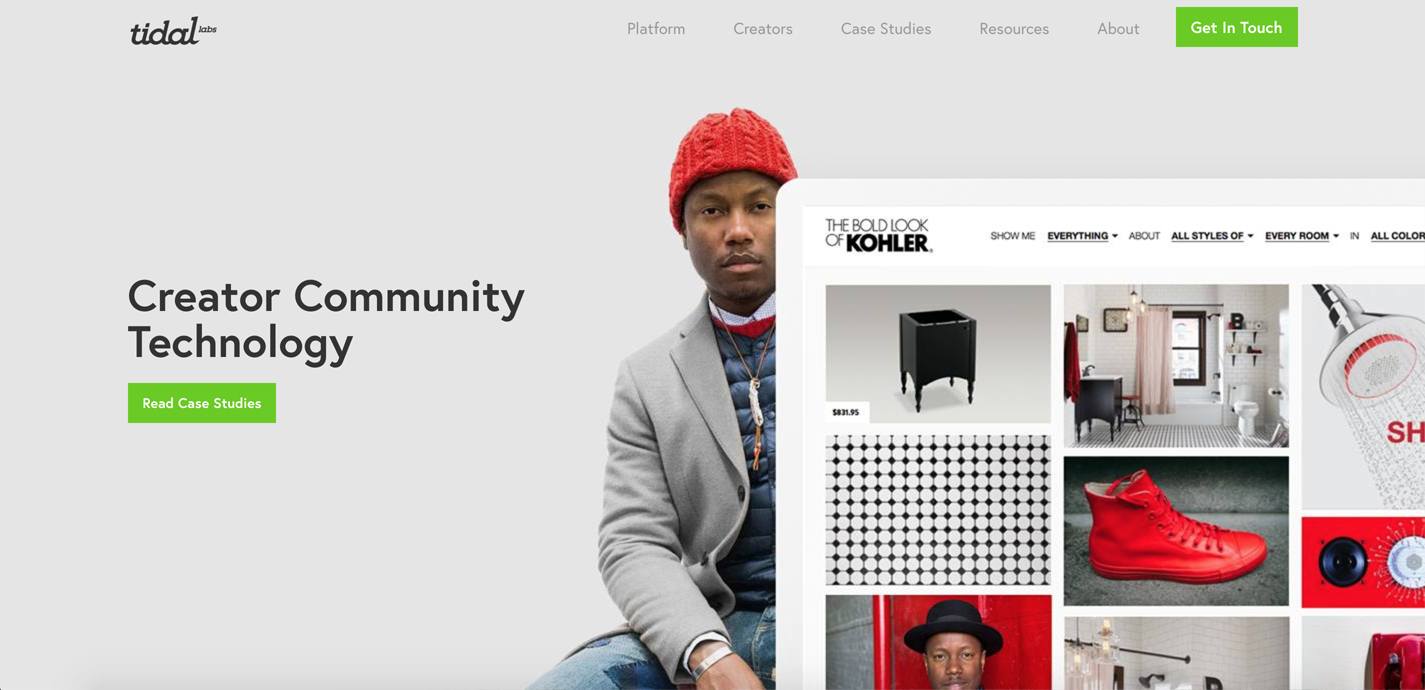 tidal labs
Platform Creators Case Studies Resources About Get In Touch
Creator Community
Technology
Read Case Studies
THE BOLD LOOK
OF KOHLER.
SHOW ME EVERYTHING ABOUT ALL STYLES OF EVERY ROOM IN ALL COLOR
$831.95
B
SH